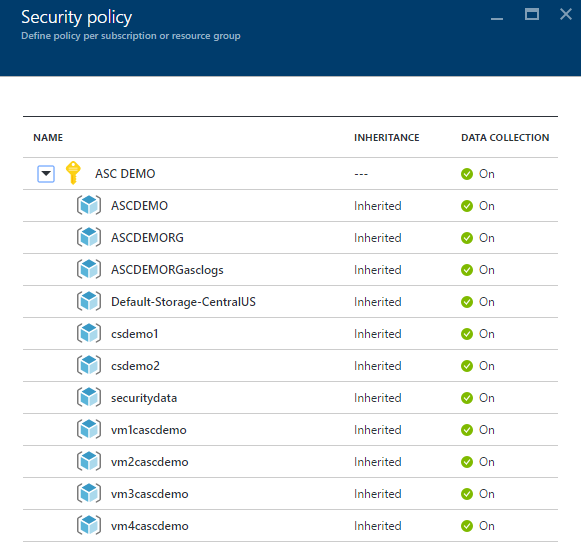 Security policy
Define policy per subscription or resource group
NAME INHERITANCE DATA COLLECTION
ASC DEMO --- On
ASCDEMO Inherited On
ASCDEMORG Inherited On
ASCDEMORGasclogs Inherited On
Default-Storage-CentralUS Inherited On
csdemo1 Inherited On
csdemo2 Inherited On
securitydata Inherited On
vm1cascdemo Inherited On
vm2cascdemo Inherited On
vm3cascdemo Inherited On
vm4cascdemo Inherited On